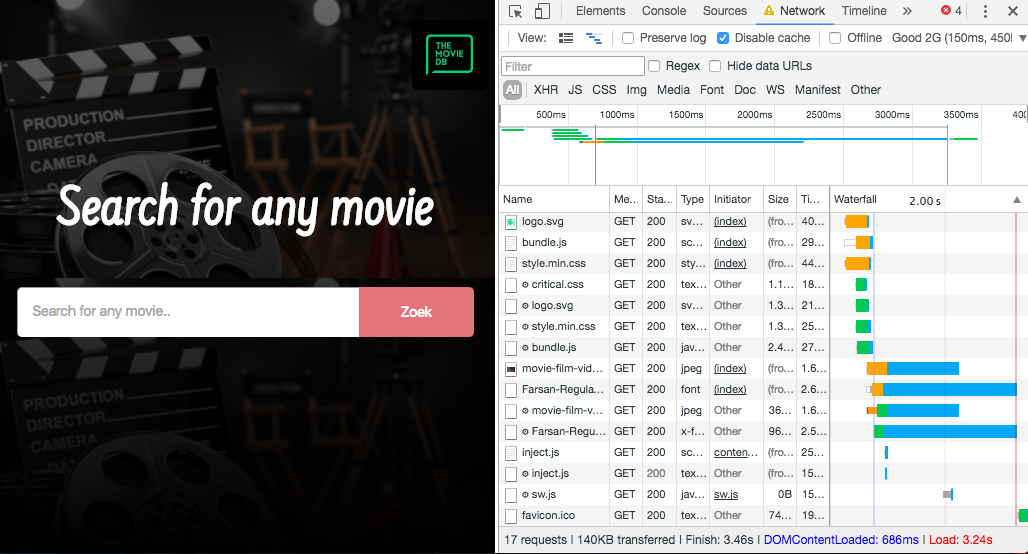 THE
MOVIE
DB
PRODUCTION
DIRECTOR
CAMERA
Search for any movie
Search for any movie..
Zoek
PRODUCTION
DIRECTOR
CAMERA
Elements Console Sources Network Timeline » 4
View: Preserve log Disable cache Offline Good 2G (150ms, 450
Filter Regex Hide data URLs
All XHR JS CSS Img Media Font Doc WS Manifest Other
500ms 1000ms 1500ms 2000ms 2500ms 3000ms 3500ms 400
Name Me... Sta... Type Initiator Size Ti... Waterfall 2.00 s
logo.svg GET 200 sv... (index) (fro... 40...
bundle.js GET 200 sc... (index) (fro... 29...
style.min.css GET 200 sty... (index) (fro... 44...
critical.css GET 200 tex... Other 1.1... 18...
logo.svg GET 200 sv... Other 1.3... 21...
style.min.css GET 200 tex... Other 1.3... 25...
bundle.js GET 200 jav... Other 2.4... 27...
movie-film-vid... GET 200 jpeg (index) (fro... 1.6...
Farsan-Regula... GET 200 font (index) (fro... 2.6...
movie-film-v... GET 200 jpeg Other 36... 1.6...
Farsan-Regu... GET 200 x-f... Other 96... 2.5...
inject.js GET 200 sc... conten... (fro... 25...
inject.js GET 200 tex... Other (fro... 15...
sw.js GET 200 jav... sw.js 0B 15...
favicon.ico GET 200 tex... Other 74... 19...
17 requests | 140KB transferred | Finish: 3.46s | DOMContentLoaded: 686ms | Load: 3.24s